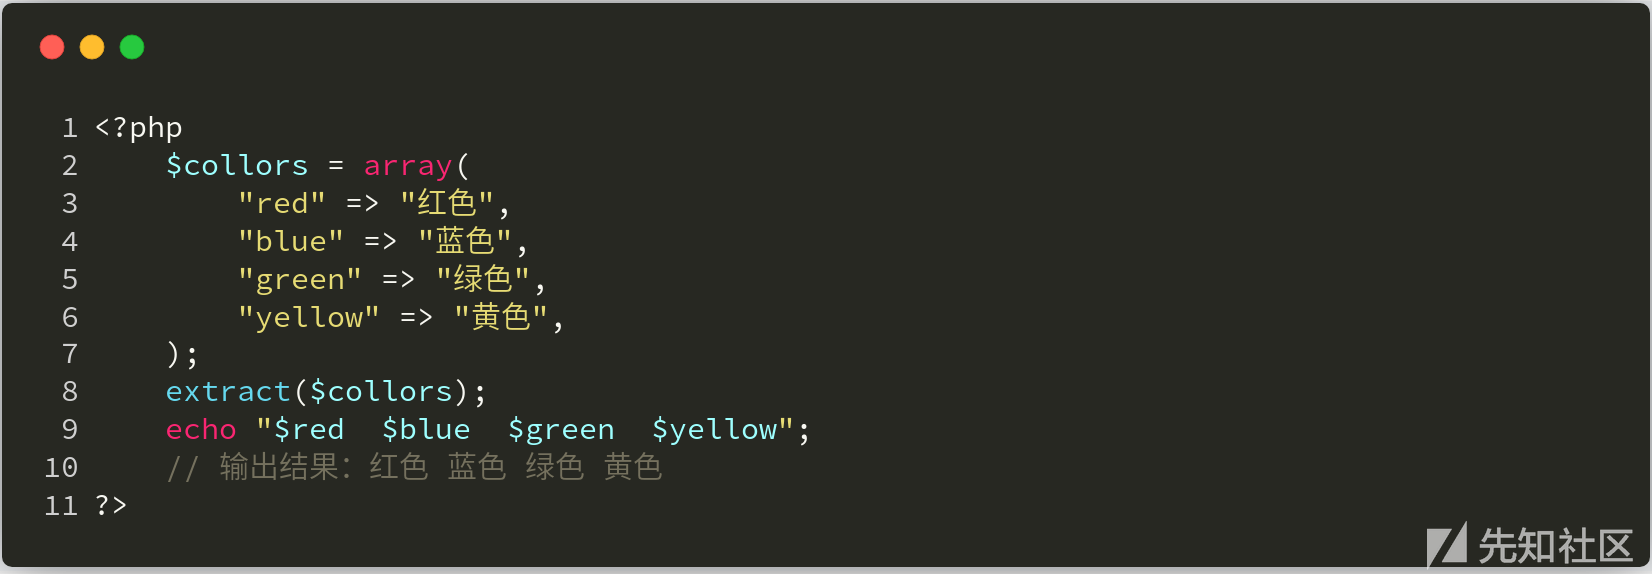 1 <?php
2     $collors = array(
3         "red" => "红色",
4         "blue" => "蓝色",
5         "green" => "绿色",
6         "yellow" => "黄色",
7     );
8     extract($collors);
9     echo "$red  $blue  $green  $yellow";
10     // 输出结果：红色 蓝色 绿色 黄色
11 ?>
先知社区